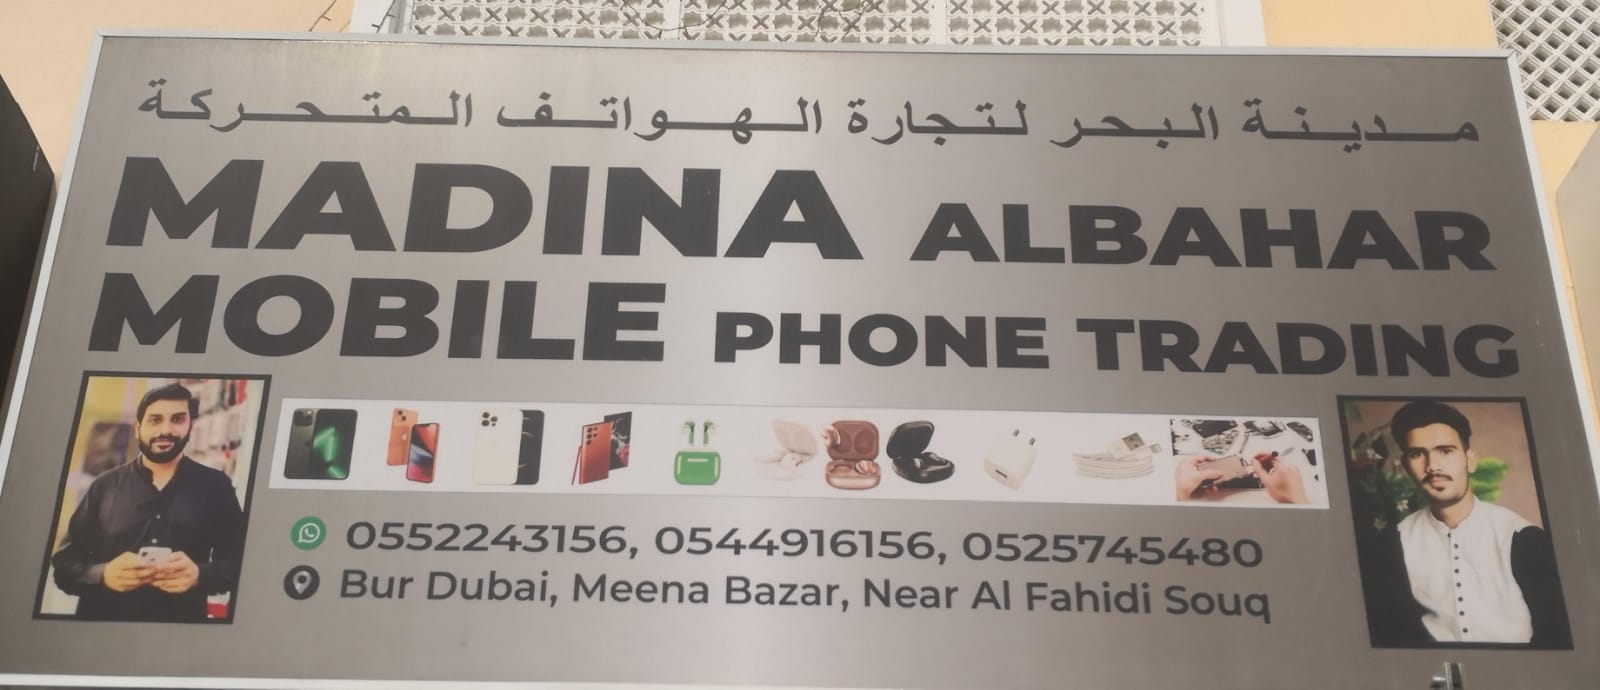 مدينة البحر لتجارة الهواتف المتحركة
MADINA ALBAHAR
MOBILE PHONE TRADING
0552243156, 0544916156, 0525745480
Bur Dubai, Meena Bazar, Near Al Fahidi Souq